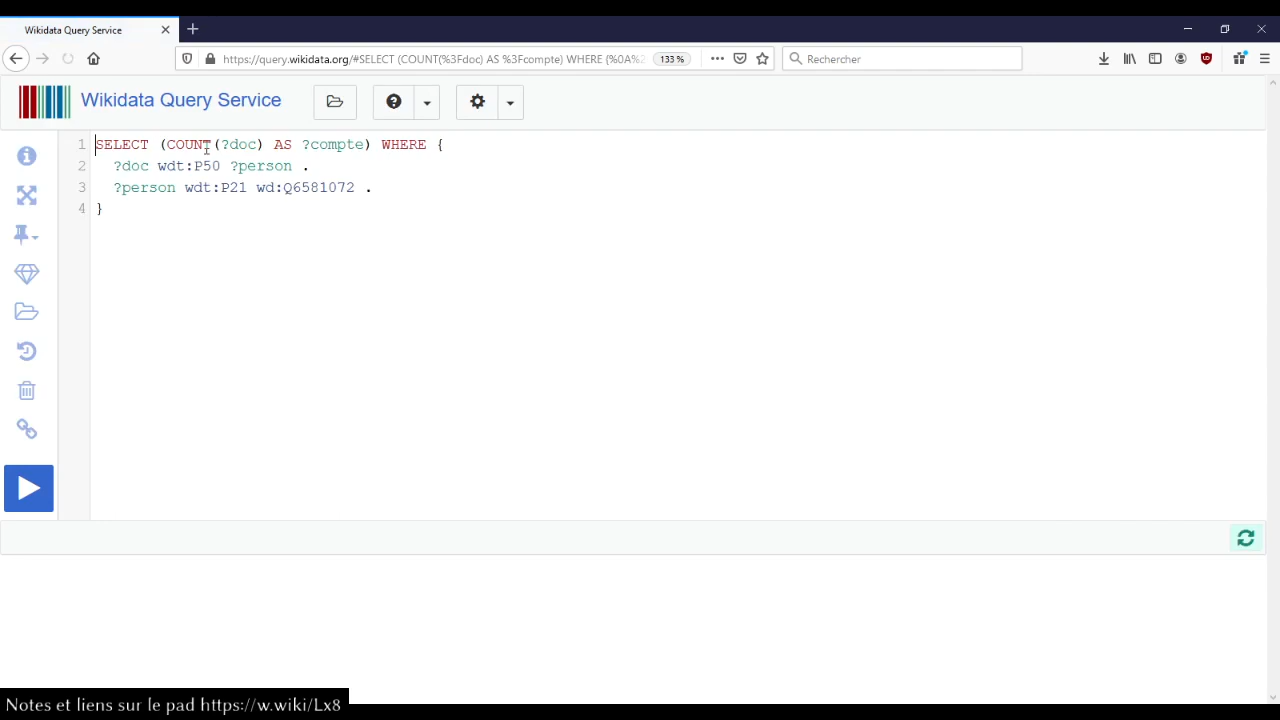 Wikidata Query Service
https://query.wikidata.org/#SELECT (COUNT(%3Fdoc) AS %3Fcompte) WHERE {%0A%2
133 %
Rechercher
Wikidata Query Service
1 SELECT (COUNT(?doc) AS ?compte) WHERE {
2 ?doc wdt:P50 ?person .
3 ?person wdt:P21 wd:Q6581072 .
4 }
Notes et liens sur le pad https://w.wiki/Lx8